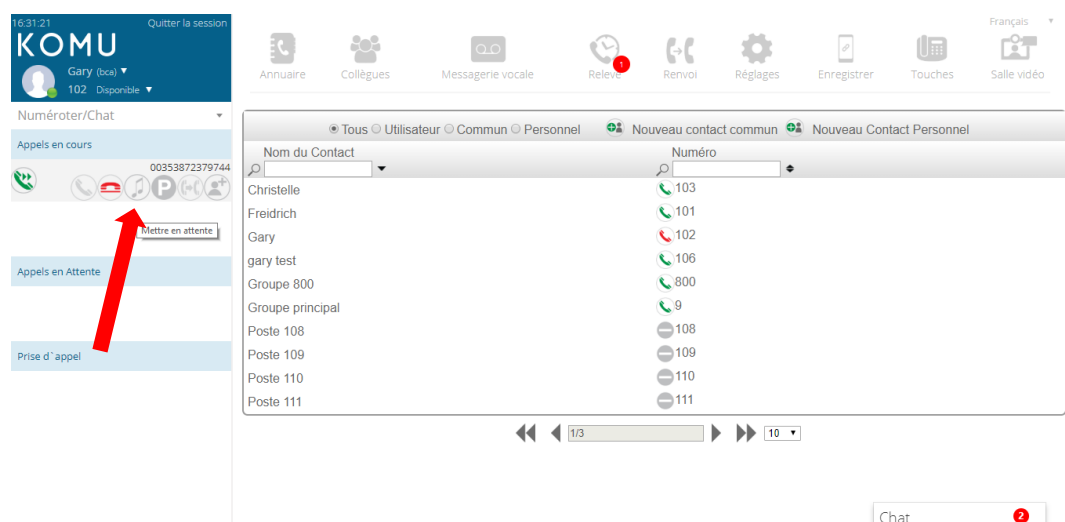 16:31:21 Quitter la session
KOMU
Gary (bca) ▼
102 Disponible ▼
Français
Annuaire Collègues Messagerie vocale Relevé 1 Renvoi Réglages Enregistrer Touches Salle vidéo
Numéroter/Chat
Appels en cours
00353872379744
P
Mettre en attente
Appels en Attente
Prise d`appel
Tous Utilisateur Commun Personnel Nouveau contact commun Nouveau Contact Personnel
Nom du Contact Numéro
Christelle 103
Freidrich 101
Gary 102
gary test 106
Groupe 800 800
Groupe principal 9
Poste 108 108
Poste 109 109
Poste 110 110
Poste 111 111
1/3 10
Chat 2